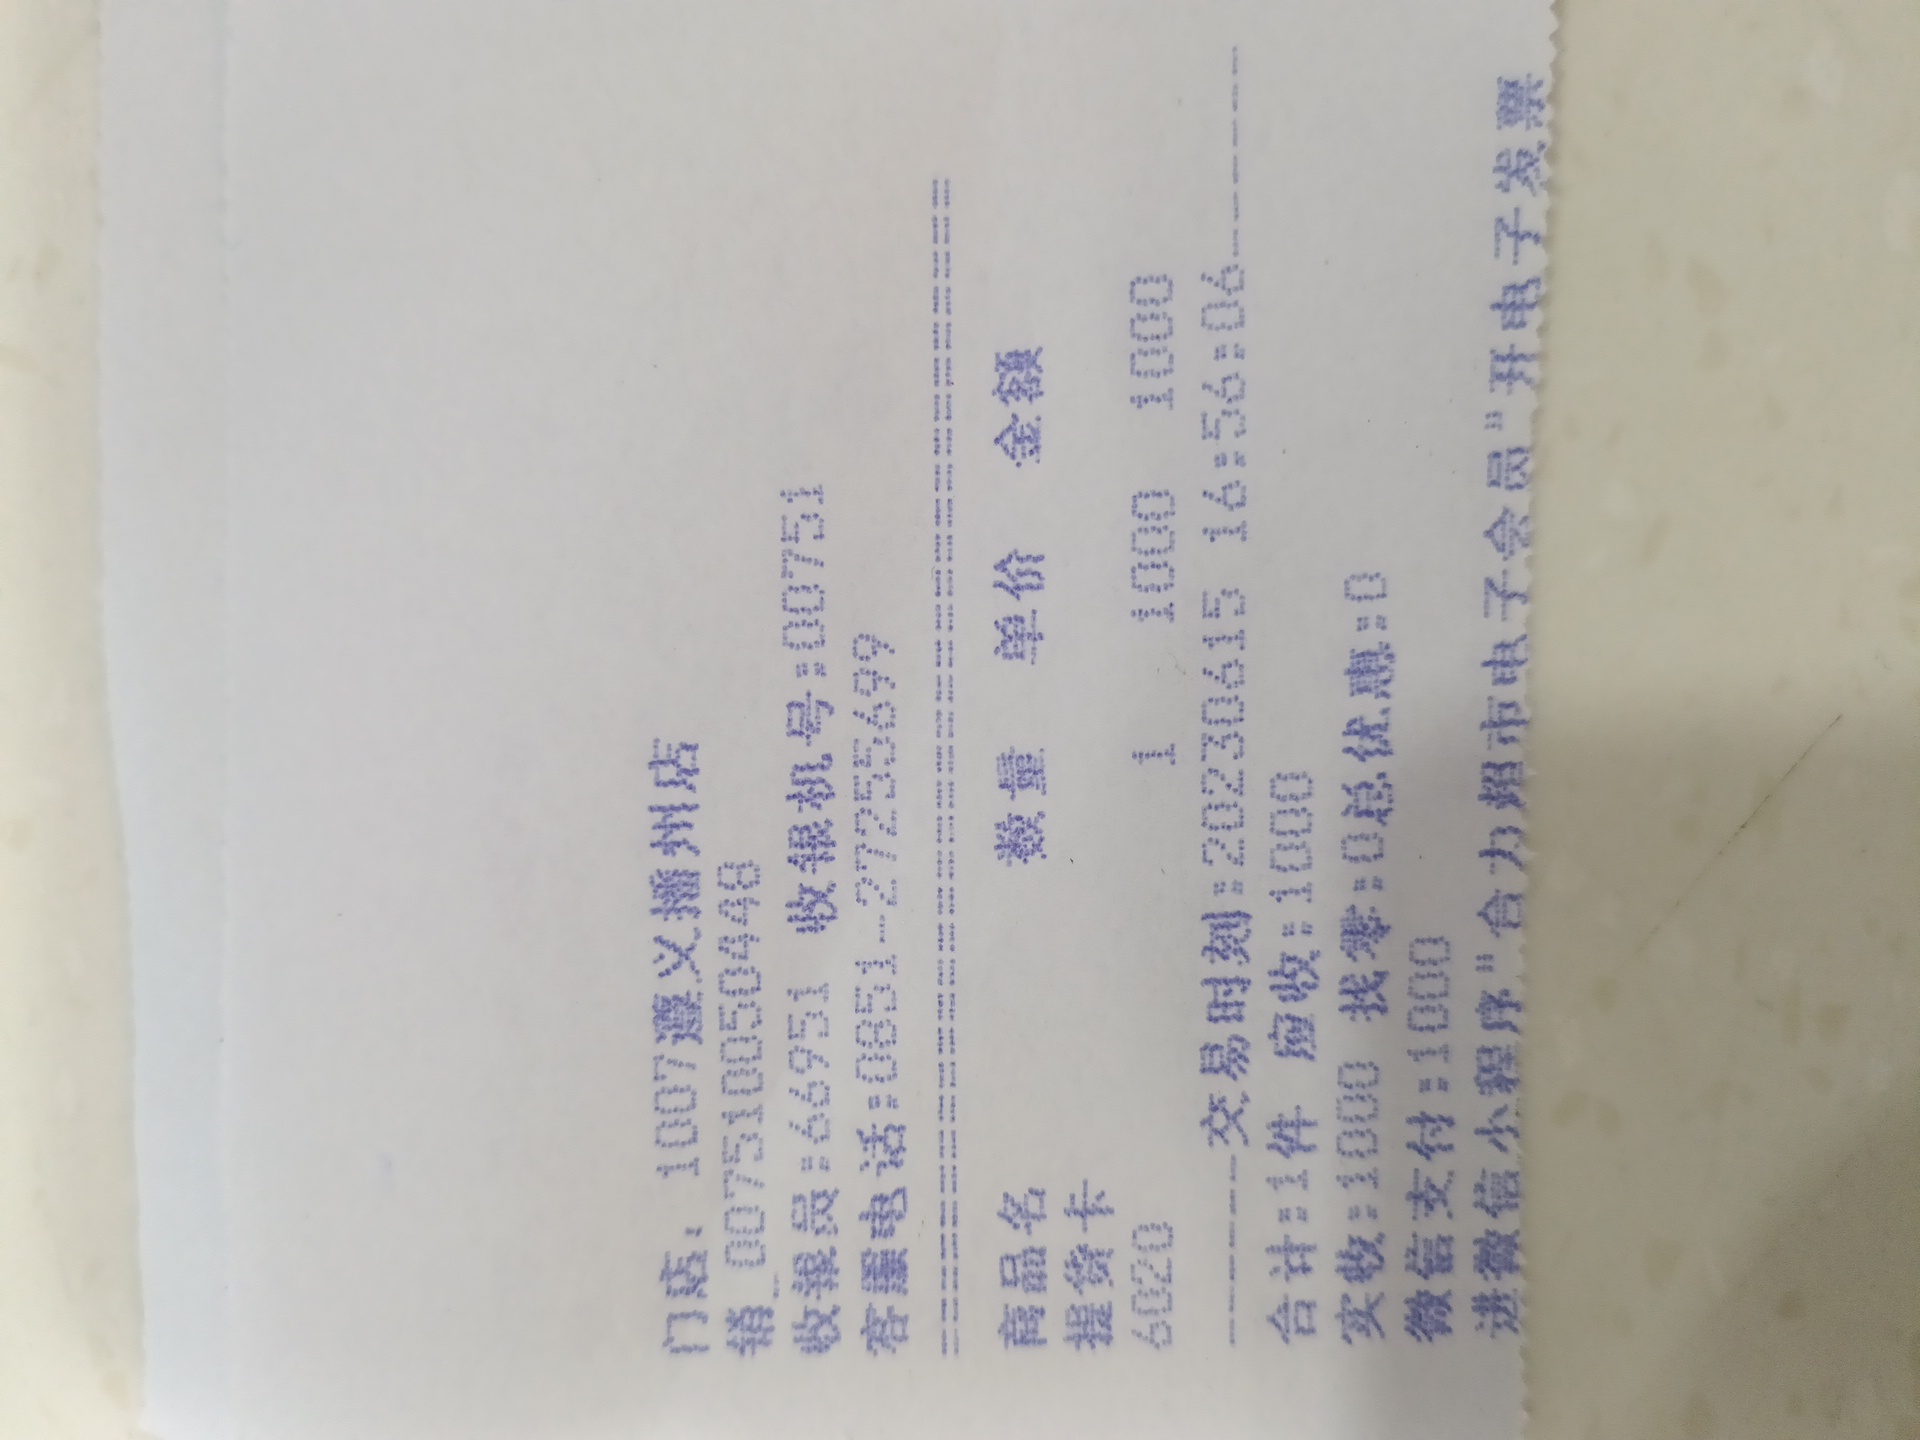 门店: 1007遵义播州店
销_007510050448
收银员:66951 收银机号:00751
客屋电话:0851-27255699
==========================================
商品名 数量 单价 金额
提货卡
6020 1 1000 1000
-------交易时刻:20230615 16:56:06--------
合计:1件 应收:1000
实收:1000 找零:0总优惠:0
微信支付:1000
进微信小程序"合力超市电子会员"开电子发票